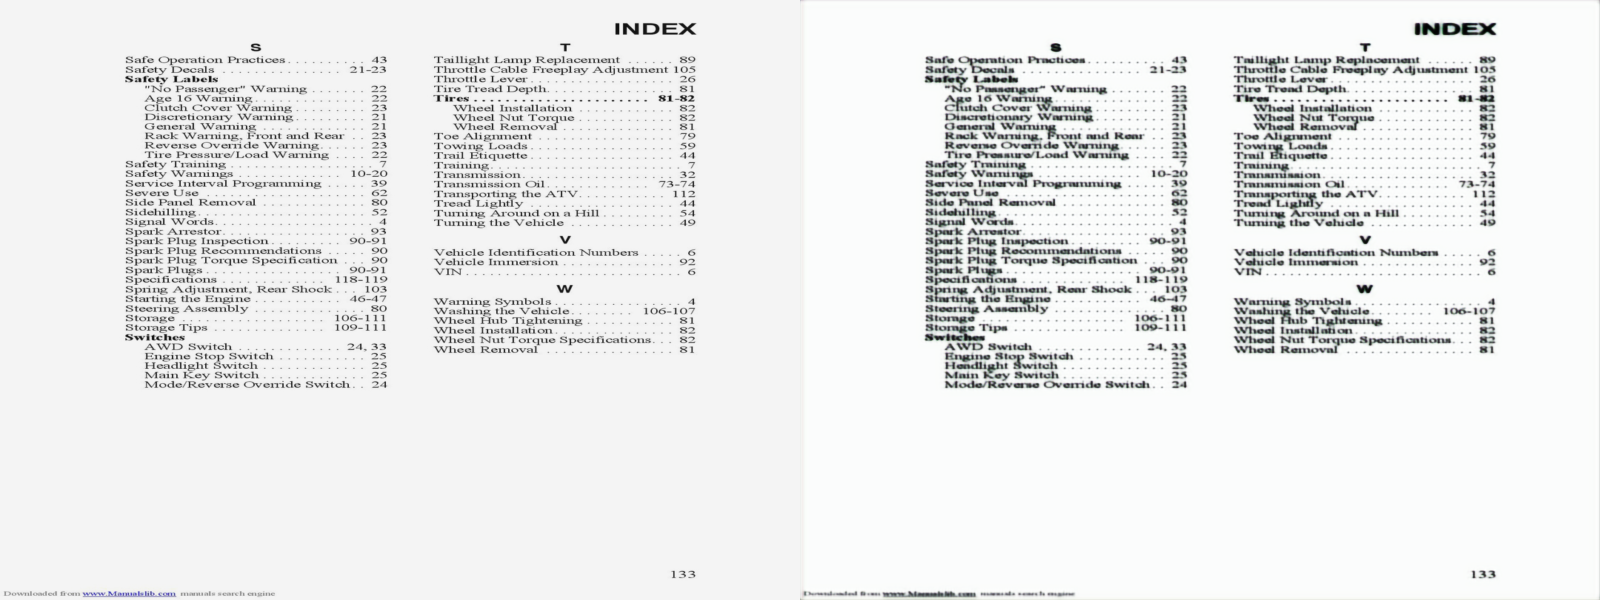 INDEX
S
Safe Operation Practices . . . . . . . . . 43
Safety Decals . . . . . . . . . . . . . . . 21-23
Safety Labels
"No Passenger" Warning . . . . . . . 22
Age 16 Warning . . . . . . . . . . . . . 22
Clutch Cover Warning . . . . . . . . . 23
Discretionary Warning . . . . . . . . . 21
General Warning . . . . . . . . . . . . 21
Rack Warning, Front and Rear . . . 23
Reverse Override Warning . . . . . . 23
Tire Pressure/Load Warning . . . . 22
Safety Training . . . . . . . . . . . . . . . . 7
Safety Warnings . . . . . . . . . . . . . 10-20
Service Interval Programming . . . . . 39
Severe Use . . . . . . . . . . . . . . . . . . 62
Side Panel Removal . . . . . . . . . . . . 80
Sidehilling . . . . . . . . . . . . . . . . . . 52
Signal Words . . . . . . . . . . . . . . . . . 4
Spark Arrestor . . . . . . . . . . . . . . . 93
Spark Plug Inspection . . . . . . . . . 90-91
Spark Plug Recommendations . . . . . 90
Spark Plug Torque Specification . . . 90
Spark Plugs . . . . . . . . . . . . . . . . 90-91
Specifications . . . . . . . . . . . . . 118-119
Spring Adjustment, Rear Shock . . . 103
Starting the Engine . . . . . . . . . . . 46-47
Steering Assembly . . . . . . . . . . . . . 80
Storage . . . . . . . . . . . . . . . . . . 106-111
Storage Tips . . . . . . . . . . . . . . 109-111
Switches
AWD Switch . . . . . . . . . . . . . . 24, 33
Engine Stop Switch . . . . . . . . . . . 25
Headlight Switch . . . . . . . . . . . . . 25
Main Key Switch . . . . . . . . . . . . . 25
Mode/Reverse Override Switch . . 24
T
Taillight Lamp Replacement . . . . . . 89
Throttle Cable Freeplay Adjustment 105
Throttle Lever . . . . . . . . . . . . . . . . 26
Tire Tread Depth . . . . . . . . . . . . . . 81
Tires . . . . . . . . . . . . . . . . . . . . . 81-82
Wheel Installation . . . . . . . . . . . . 82
Wheel Nut Torque . . . . . . . . . . . . 82
Wheel Removal . . . . . . . . . . . . . . 81
Toe Alignment . . . . . . . . . . . . . . . . 79
Towing Loads . . . . . . . . . . . . . . . . 59
Trail Etiquette . . . . . . . . . . . . . . . . 44
Training . . . . . . . . . . . . . . . . . . . . . 7
Transmission . . . . . . . . . . . . . . . . . 32
Transmission Oil . . . . . . . . . . . . . 73-74
Transporting the ATV . . . . . . . . . . 112
Tread Lightly . . . . . . . . . . . . . . . . 44
Turning Around on a Hill . . . . . . . . 54
Turning the Vehicle . . . . . . . . . . . . 49
V
Vehicle Identification Numbers . . . . . 6
Vehicle Immersion . . . . . . . . . . . . . 92
VIN . . . . . . . . . . . . . . . . . . . . . . . . 6
W
Warning Symbols . . . . . . . . . . . . . . 4
Washing the Vehicle . . . . . . . . . 106-107
Wheel Hub Tightening . . . . . . . . . . 81
Wheel Installation . . . . . . . . . . . . . 82
Wheel Nut Torque Specifications . . . 82
Wheel Removal . . . . . . . . . . . . . . . 81
133
Downloaded from www.Manualslib.com manuals search engine
INDEX
S
Safe Operation Practices . . . . . . . . . 43
Safety Decals . . . . . . . . . . . . . . . 21-23
Safety Labels
"No Passenger" Warning . . . . . . . 22
Age 16 Warning . . . . . . . . . . . . . 22
Clutch Cover Warning . . . . . . . . . 23
Discretionary Warning . . . . . . . . . 21
General Warning . . . . . . . . . . . . 21
Rack Warning, Front and Rear . . . 23
Reverse Override Warning . . . . . . 23
Tire Pressure/Load Warning . . . . 22
Safety Training . . . . . . . . . . . . . . . . 7
Safety Warnings . . . . . . . . . . . . . 10-20
Service Interval Programming . . . . . 39
Severe Use . . . . . . . . . . . . . . . . . . 62
Side Panel Removal . . . . . . . . . . . . 80
Sidehilling . . . . . . . . . . . . . . . . . . 52
Signal Words . . . . . . . . . . . . . . . . . 4
Spark Arrestor . . . . . . . . . . . . . . . 93
Spark Plug Inspection . . . . . . . . . 90-91
Spark Plug Recommendations . . . . . 90
Spark Plug Torque Specification . . . 90
Spark Plugs . . . . . . . . . . . . . . . . 90-91
Specifications . . . . . . . . . . . . . 118-119
Spring Adjustment, Rear Shock . . . 103
Starting the Engine . . . . . . . . . . . 46-47
Steering Assembly . . . . . . . . . . . . . 80
Storage . . . . . . . . . . . . . . . . . . 106-111
Storage Tips . . . . . . . . . . . . . . 109-111
Switches
AWD Switch . . . . . . . . . . . . . . 24, 33
Engine Stop Switch . . . . . . . . . . . 25
Headlight Switch . . . . . . . . . . . . . 25
Main Key Switch . . . . . . . . . . . . . 25
Mode/Reverse Override Switch . . 24
T
Taillight Lamp Replacement . . . . . . 89
Throttle Cable Freeplay Adjustment 105
Throttle Lever . . . . . . . . . . . . . . . . 26
Tire Tread Depth . . . . . . . . . . . . . . 81
Tires . . . . . . . . . . . . . . . . . . . . . 81-82
Wheel Installation . . . . . . . . . . . . 82
Wheel Nut Torque . . . . . . . . . . . . 82
Wheel Removal . . . . . . . . . . . . . . 81
Toe Alignment . . . . . . . . . . . . . . . . 79
Towing Loads . . . . . . . . . . . . . . . . 59
Trail Etiquette . . . . . . . . . . . . . . . . 44
Training . . . . . . . . . . . . . . . . . . . . . 7
Transmission . . . . . . . . . . . . . . . . . 32
Transmission Oil . . . . . . . . . . . . . 73-74
Transporting the ATV . . . . . . . . . . 112
Tread Lightly . . . . . . . . . . . . . . . . 44
Turning Around on a Hill . . . . . . . . 54
Turning the Vehicle . . . . . . . . . . . . 49
V
Vehicle Identification Numbers . . . . . 6
Vehicle Immersion . . . . . . . . . . . . . 92
VIN . . . . . . . . . . . . . . . . . . . . . . . . 6
W
Warning Symbols . . . . . . . . . . . . . . 4
Washing the Vehicle . . . . . . . . . 106-107
Wheel Hub Tightening . . . . . . . . . . 81
Wheel Installation . . . . . . . . . . . . . 82
Wheel Nut Torque Specifications . . . 82
Wheel Removal . . . . . . . . . . . . . . . 81
133
Downloaded from www.Manualslib.com manuals search engine